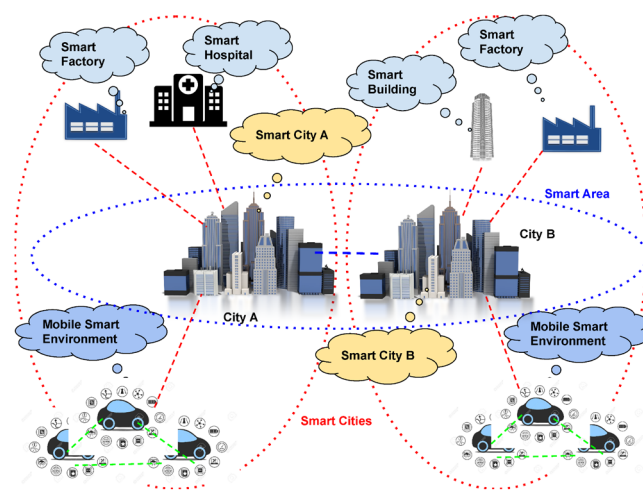 Smart
Factory
Smart
Hospital
Smart
Building
Smart
Factory
Smart City A
Smart Area
City B
City A
Mobile Smart
Environment
Smart City B
Mobile Smart
Environment
Smart Cities